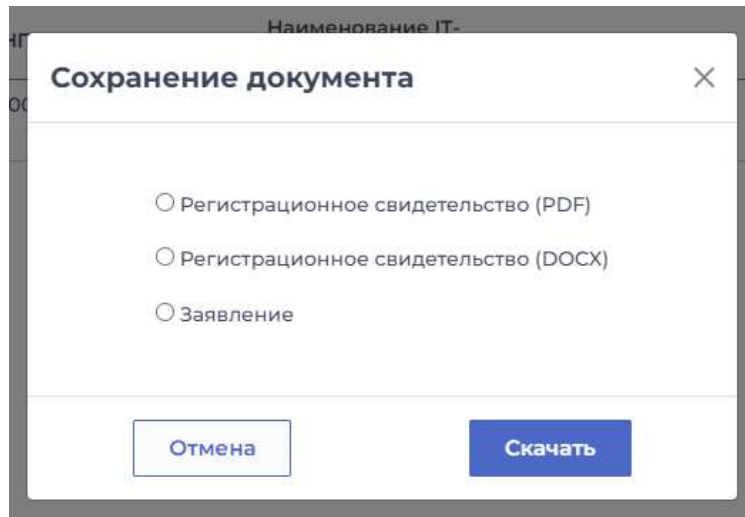 Наименование IT-
Сохранение документа
Регистрационное свидетельство (PDF)
Регистрационное свидетельство (DOCX)
Заявление
Отмена
Скачать